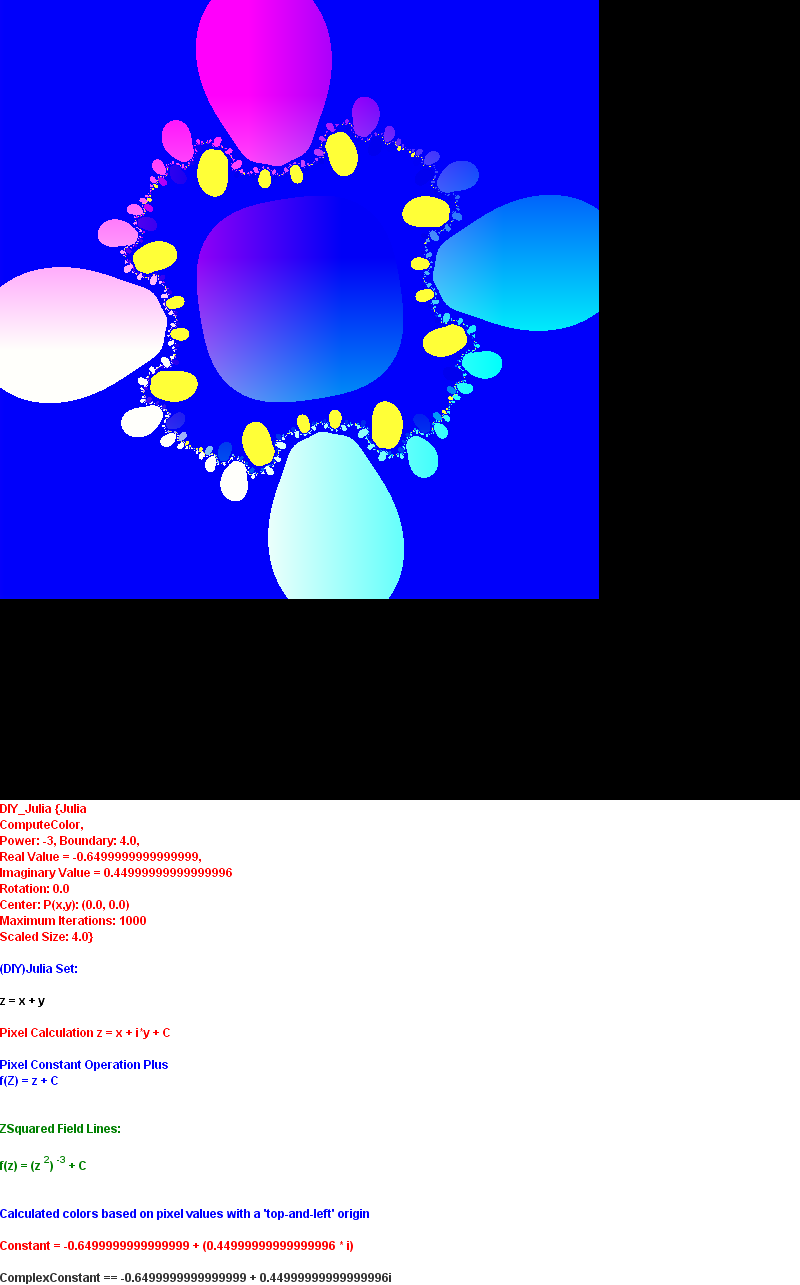 DIY_Julia {Julia
ComputeColor,
Power: -3, Boundary: 4.0,
Real Value = -0.6499999999999999,
Imaginary Value = 0.44999999999999996
Rotation: 0.0
Center: P(x,y): (0.0, 0.0)
Maximum Iterations: 1000
Scaled Size: 4.0}
(DIY)Julia Set:
z = x + y
Pixel Calculation z = x + i*y + C
Pixel Constant Operation Plus
f(Z) = z + C
ZSquared Field Lines:
f(z) = (z 2) -3 + C
Calculated colors based on pixel values with a 'top-and-left' origin
Constant = -0.6499999999999999 + (0.44999999999999996 * i)
ComplexConstant == -0.6499999999999999 + 0.44999999999999996i